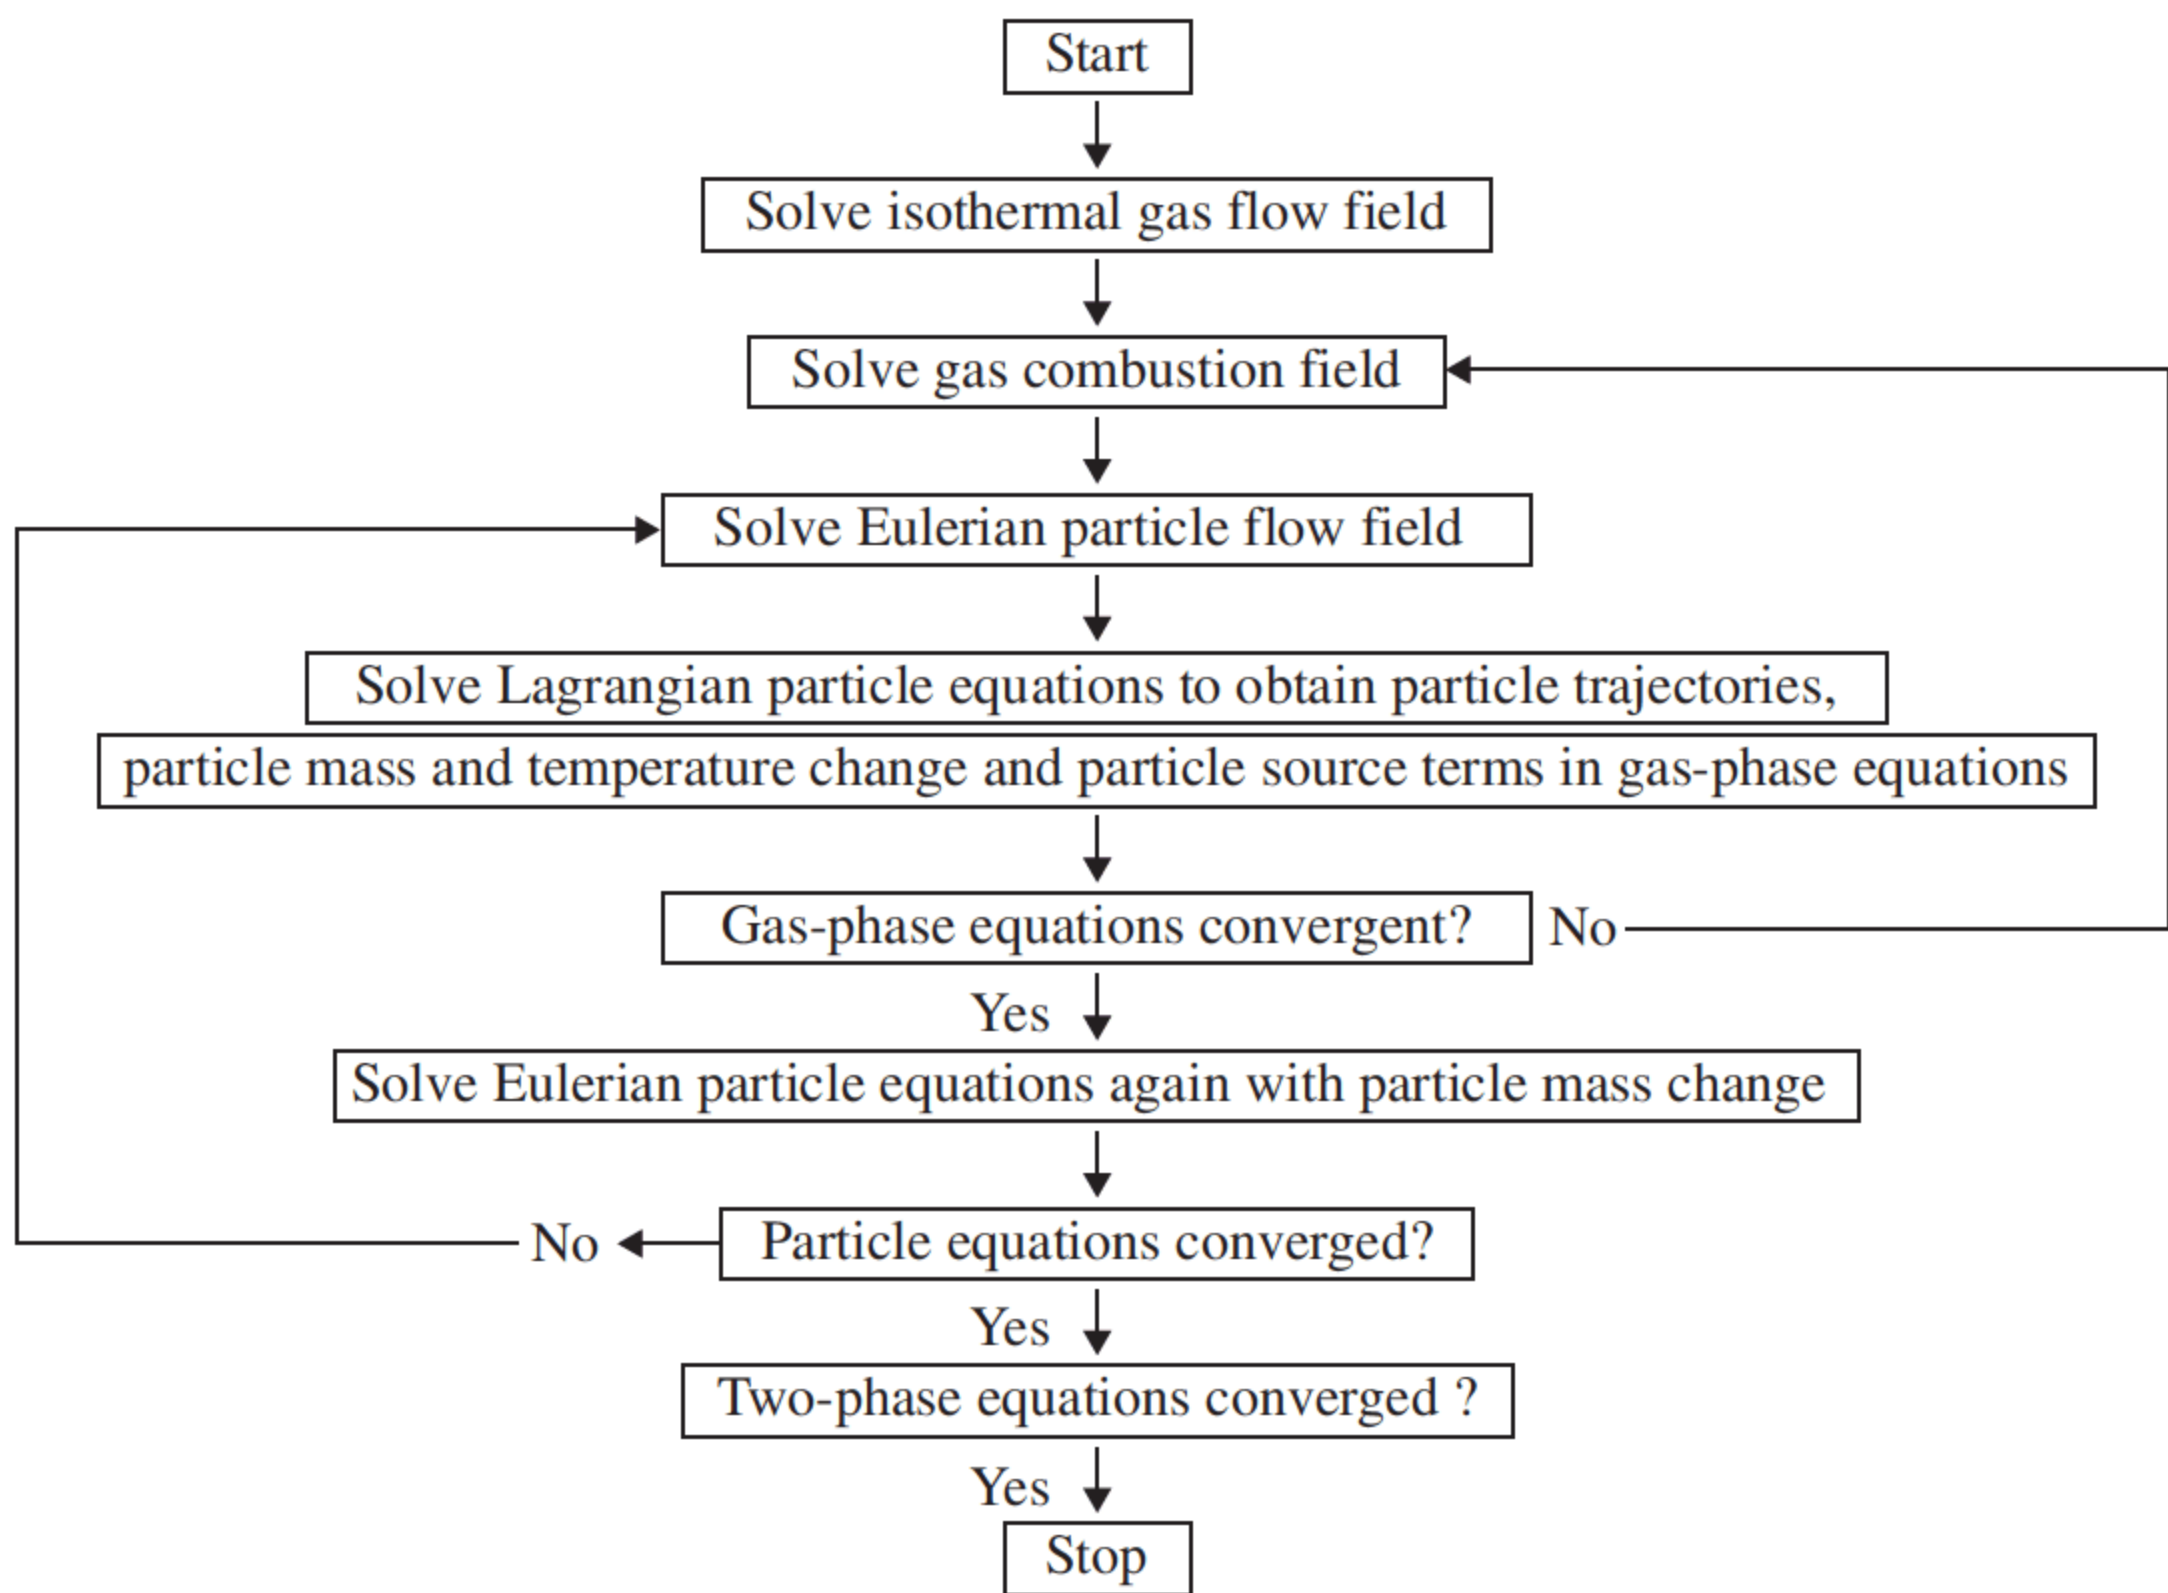 Start
Solve isothermal gas flow field
Solve gas combustion field
Solve Eulerian particle flow field
Solve Lagrangian particle equations to obtain particle trajectories,
particle mass and temperature change and particle source terms in gas-phase equations
Gas-phase equations convergent?
No
Yes
Solve Eulerian particle equations again with particle mass change
Particle equations converged?
No
Yes
Two-phase equations converged ?
Yes
Stop